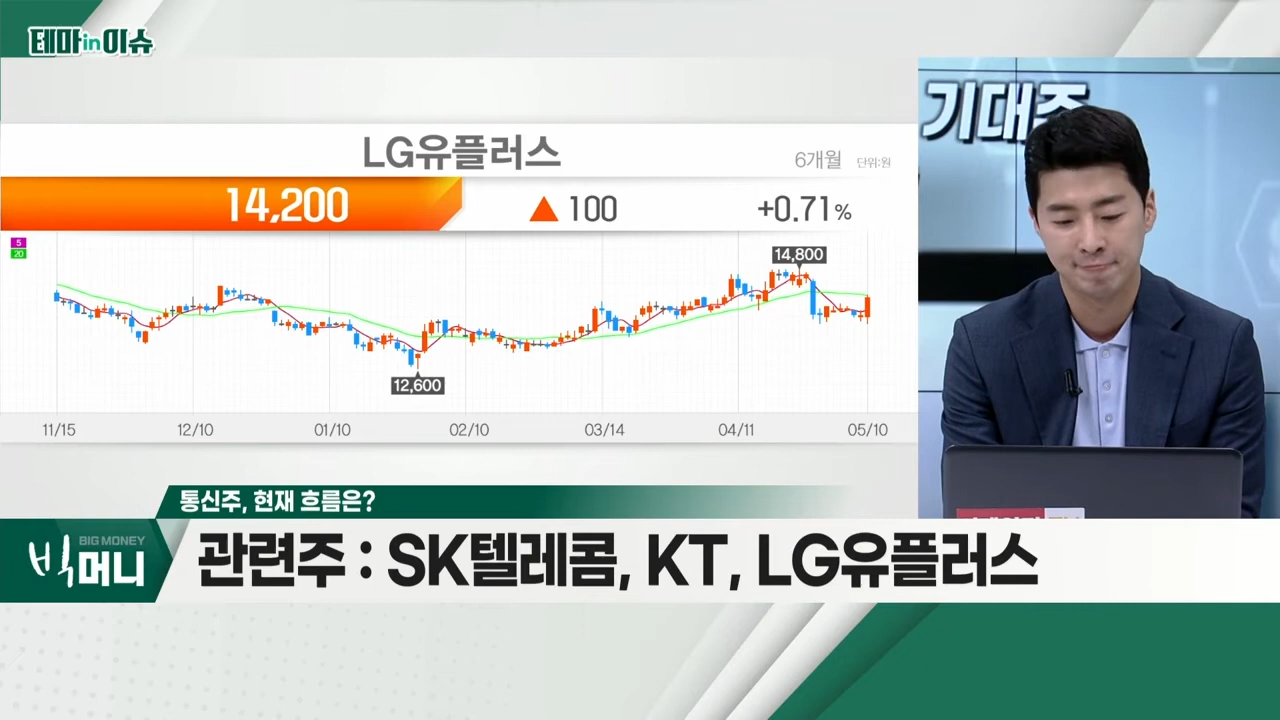 테마in이슈
기대주
LG유플러스
6개월 단위:원
14,200 ▲ 100 +0.71%
5
20
14,800
12,600
11/15 12/10 01/10 02/10 03/14 04/11 05/10
통신주, 현재 흐름은?
BIG MONEY
빅머니
관련주 : SK텔레콤, KT, LG유플러스